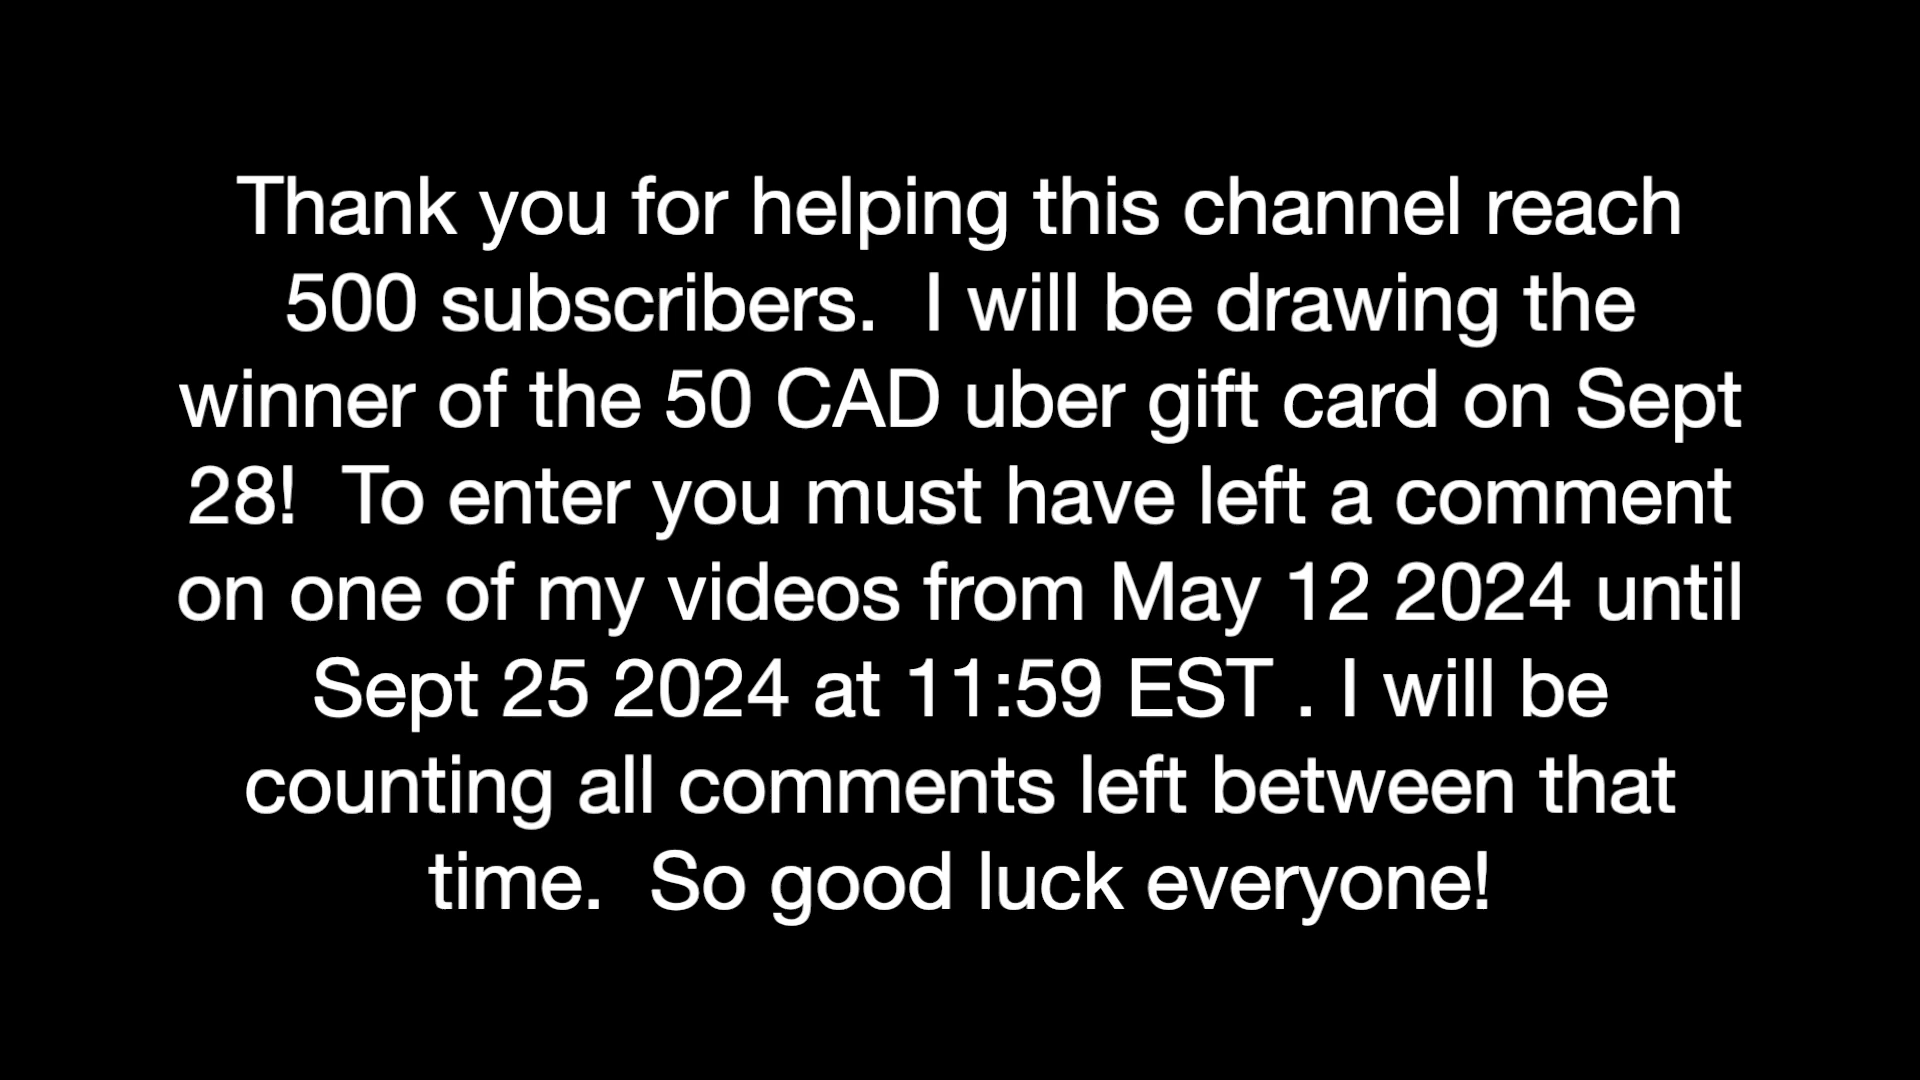 Thank you for helping this channel reach
500 subscribers.  I will be drawing the
winner of the 50 CAD uber gift card on Sept
28!  To enter you must have left a comment
on one of my videos from May 12 2024 until
Sept 25 2024 at 11:59 EST . I will be
counting all comments left between that
time.  So good luck everyone!